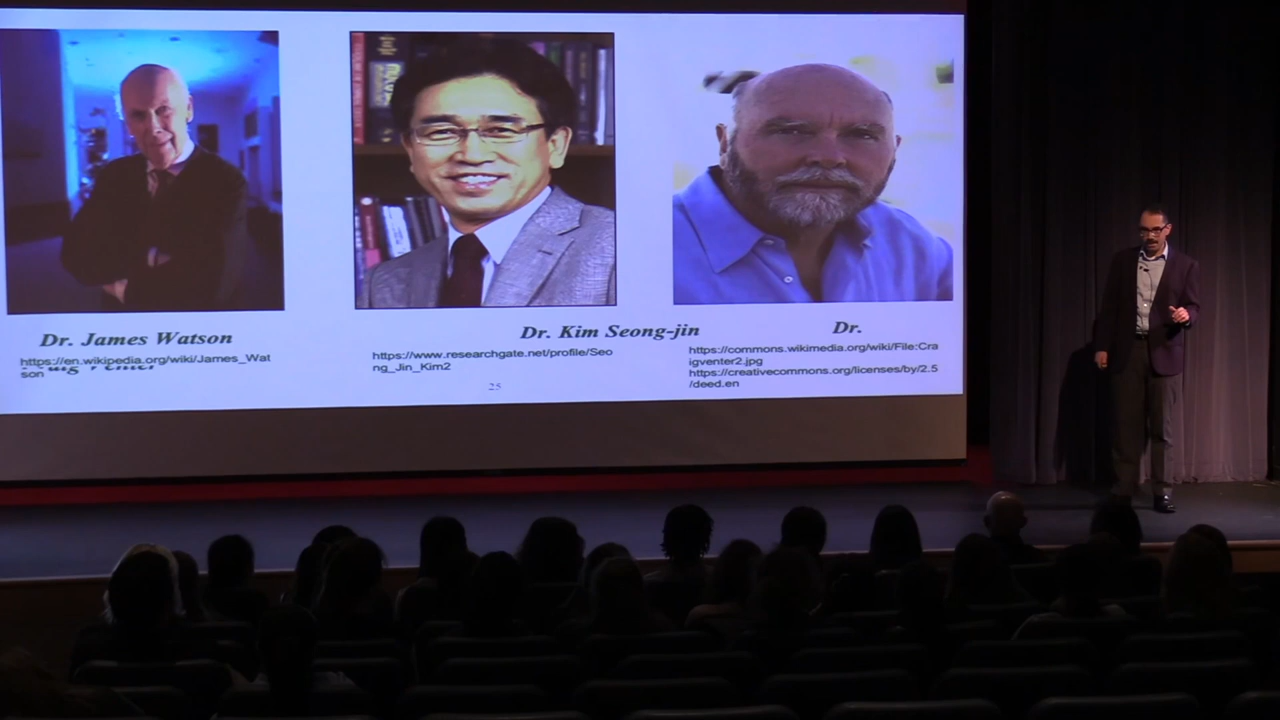 Dr. James Watson
Dr. Kim Seong-jin
Dr.
https://en.wikipedia.org/wiki/James_Wat
son
https://www.researchgate.net/profile/Seo
ng_Jin_Kim2
https://commons.wikimedia.org/wiki/File:Cra
igventer2.jpg
https://creativecommons.org/licenses/by/2.5
/deed.en
25